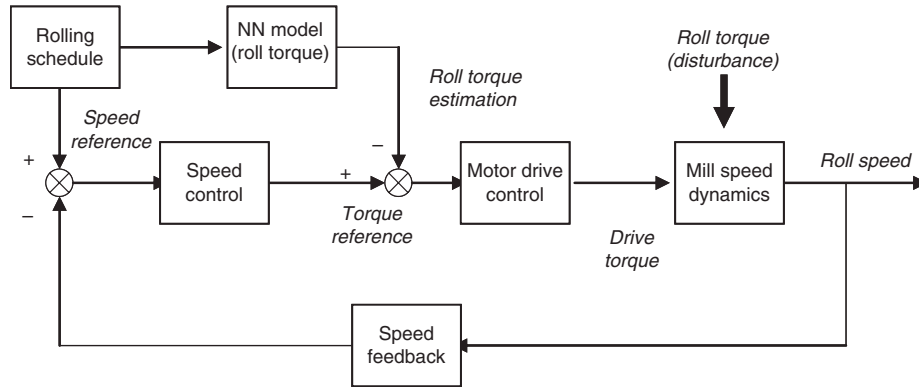 Rolling
schedule
NN model
(roll torque)
Roll torque
(disturbance)
Roll torque
estimation
Speed
reference
+
−
Speed
control
+
−
Torque
reference
Motor drive
control
Drive
torque
Mill speed
dynamics
Roll speed
Speed
feedback